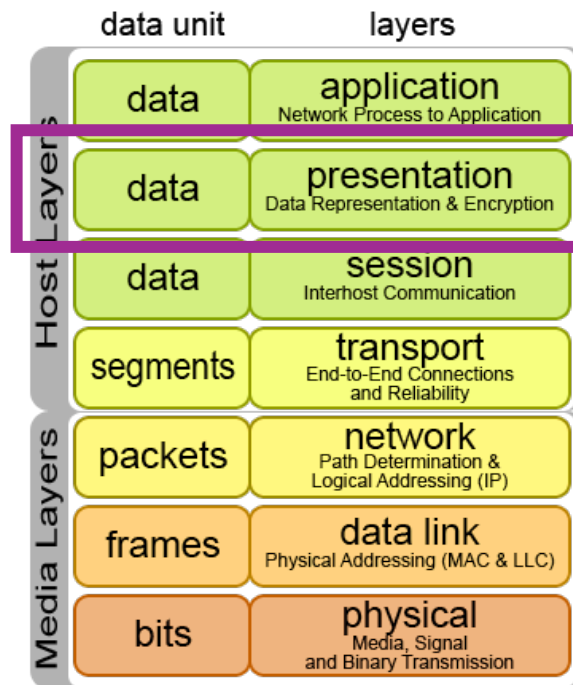 data unit layers
Host Layers
data application
Network Process to Application
data presentation
Data Representation & Encryption
data session
Interhost Communication
segments transport
End-to-End Connections
and Reliability
Media Layers
packets network
Path Determination &
Logical Addressing (IP)
frames data link
Physical Addressing (MAC & LLC)
bits physical
Media, Signal
and Binary Transmission